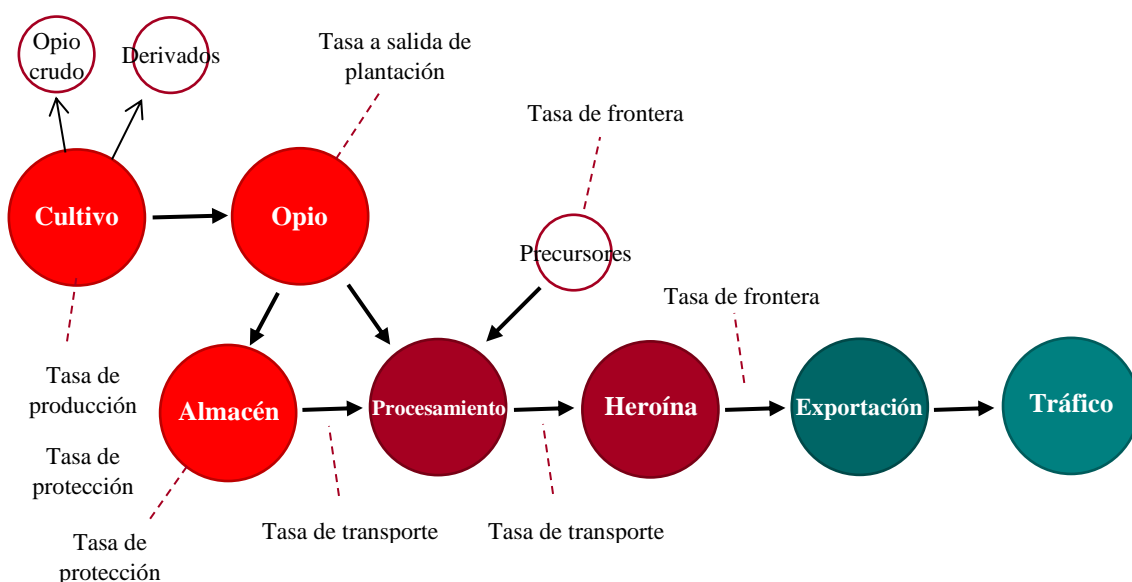 Opio
crudo
Derivados
Tasa a salida de
plantación
Tasa de frontera
Cultivo
Opio
Precursores
Tasa de frontera
Tasa de
producción
Almacén
Procesamiento
Heroína
Exportación
Tráfico
Tasa de
protección
Tasa de transporte
Tasa de transporte
Tasa de
protección